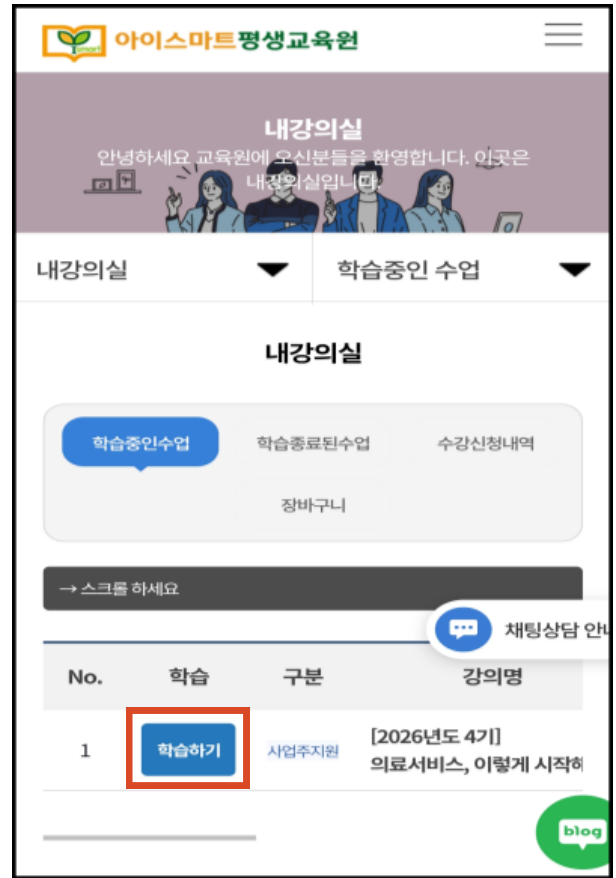 smart 아이스마트평생교육원
내강의실
안녕하세요 교육원에 오신분들을 환영합니다. 이곳은
내강의실입니다.
내강의실
학습중인 수업
내강의실
학습중인수업
학습종료된수업
수강신청내역
장바구니
→ 스크롤 하세요
채팅상담 안내
No. 학습 구분 강의명
1 학습하기 사업주지원 [2026년도 4기]
의료서비스, 이렇게 시작하
blog